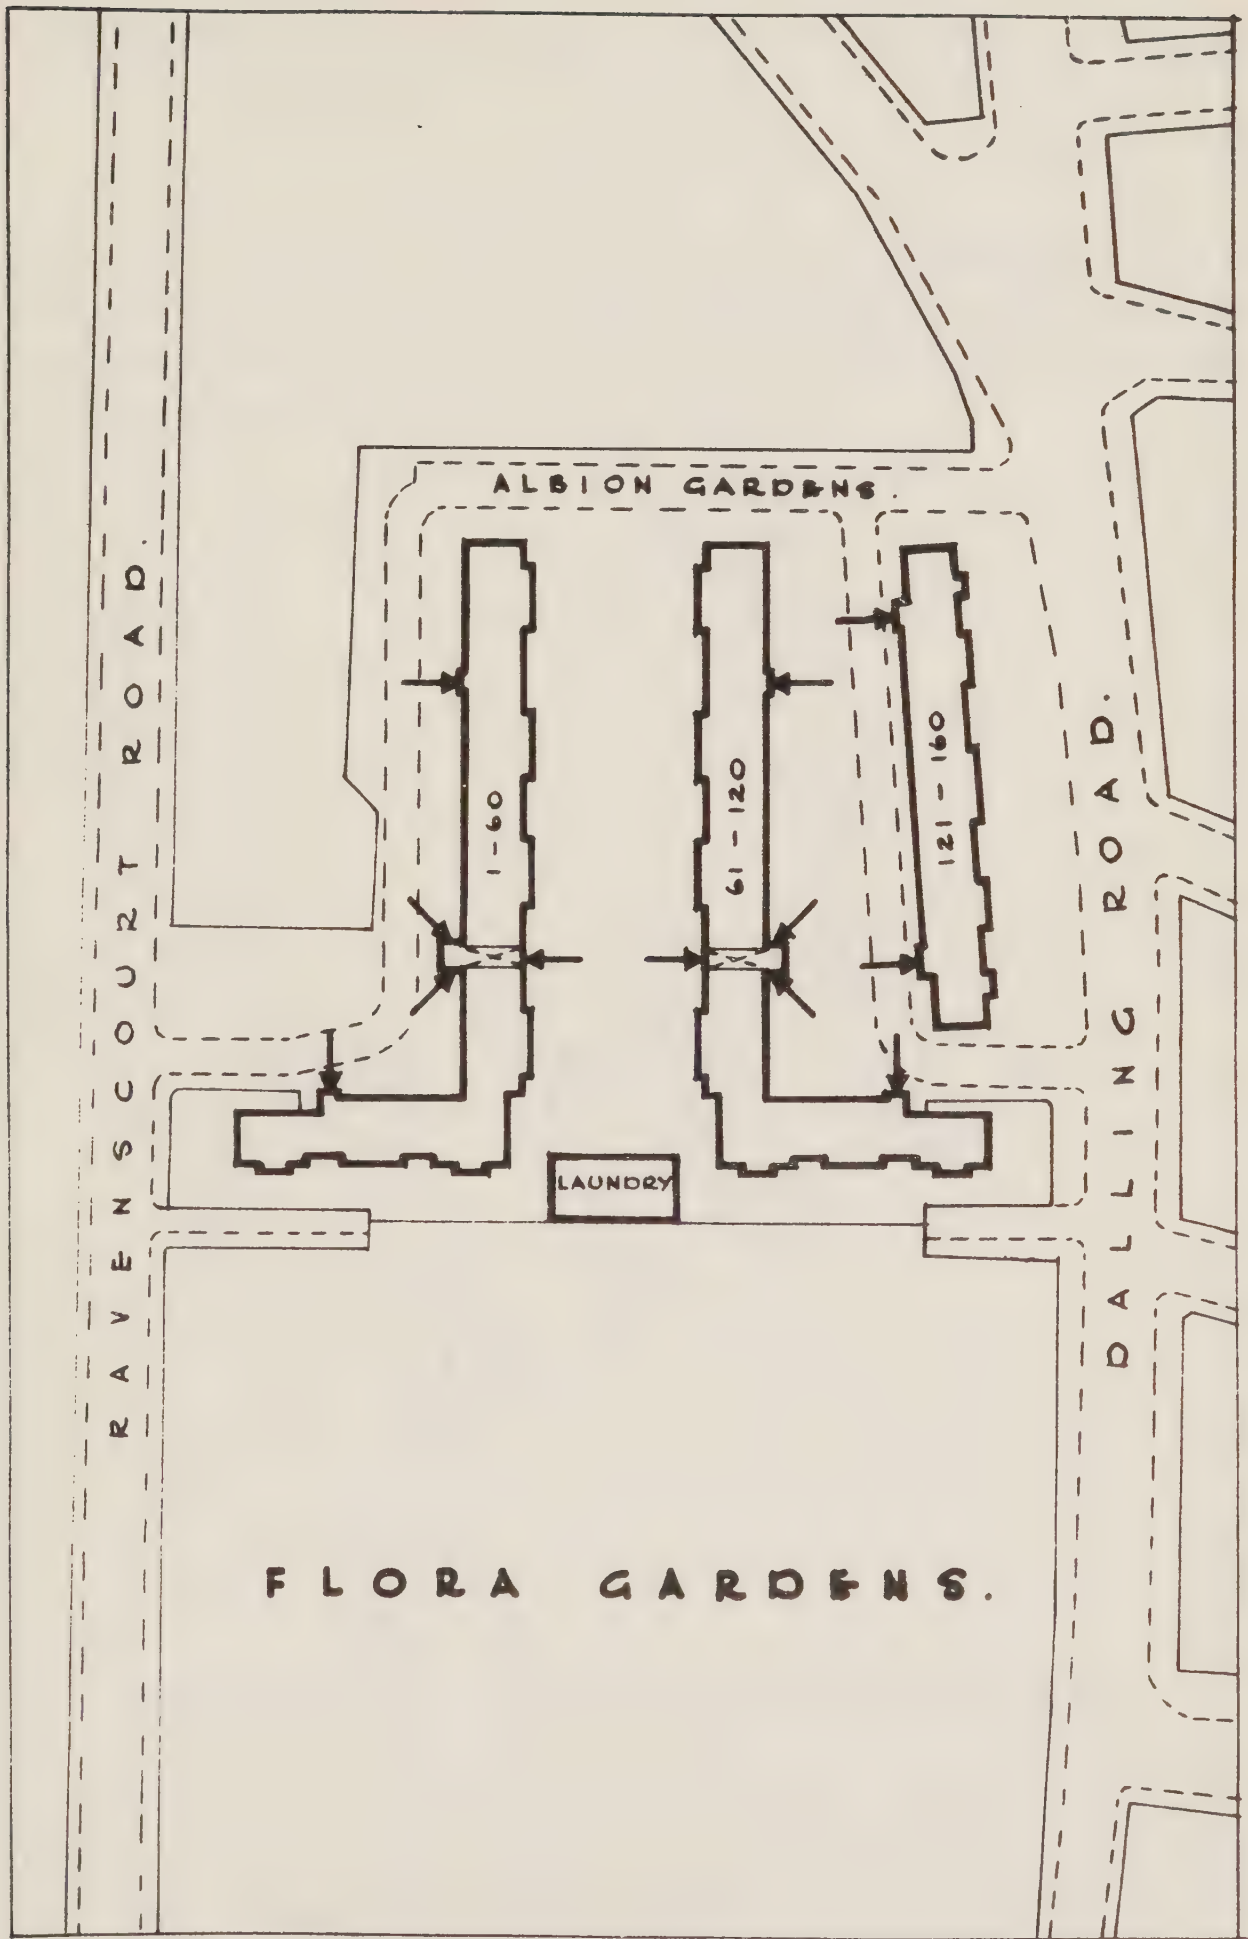 ALBION GARDENS.
RAVENSCOURT ROAD.
1 - 60
61 - 120
121 - 160
DALLING ROAD.
LAUNDRY
FLORA GARDENS.